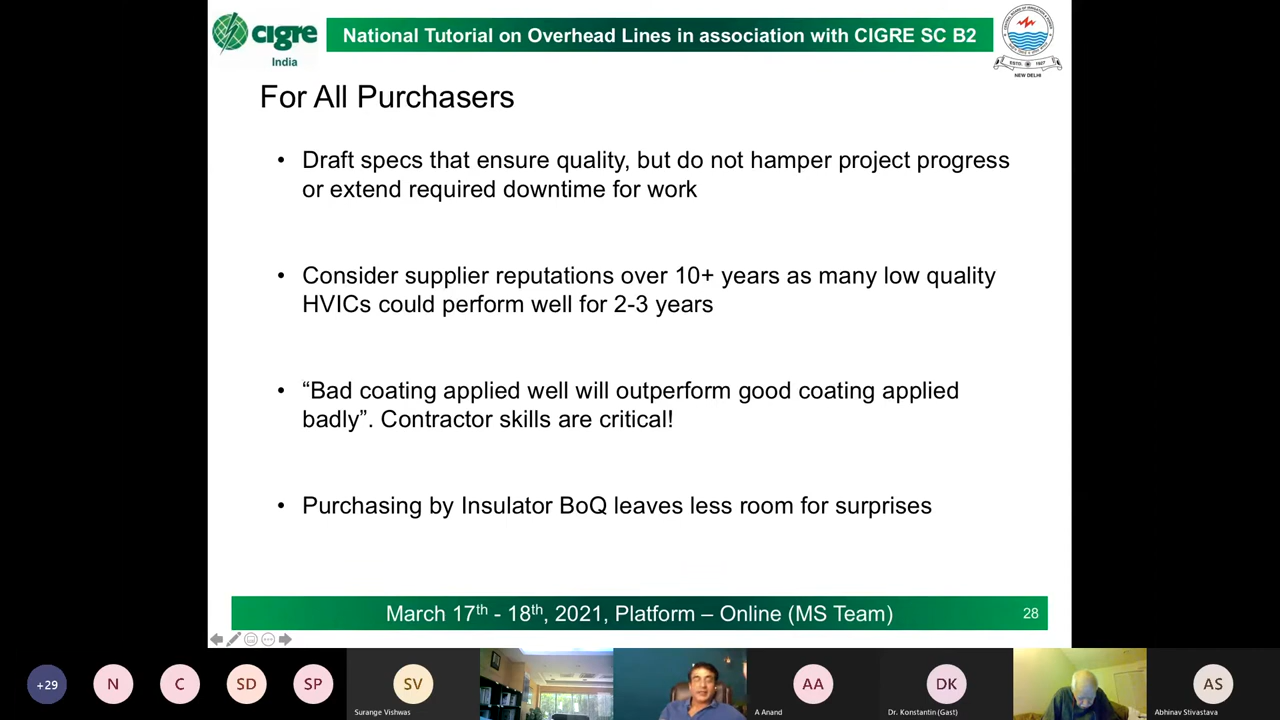 cigre
India
National Tutorial on Overhead Lines in association with CIGRE SC B2
ESTD. 1927
NEW DELHI
For All Purchasers
• Draft specs that ensure quality, but do not hamper project progress
or extend required downtime for work
• Consider supplier reputations over 10+ years as many low quality
HVICs could perform well for 2-3 years
• “Bad coating applied well will outperform good coating applied
badly”. Contractor skills are critical!
• Purchasing by Insulator BoQ leaves less room for surprises
March 17th - 18th, 2021, Platform – Online (MS Team)
28
+29
N
C
SD
SP
SV
AA
DK
AS
Surange Vishwas
A Anand
Dr. Konstantin (Gast)
Abhinav Stivastava